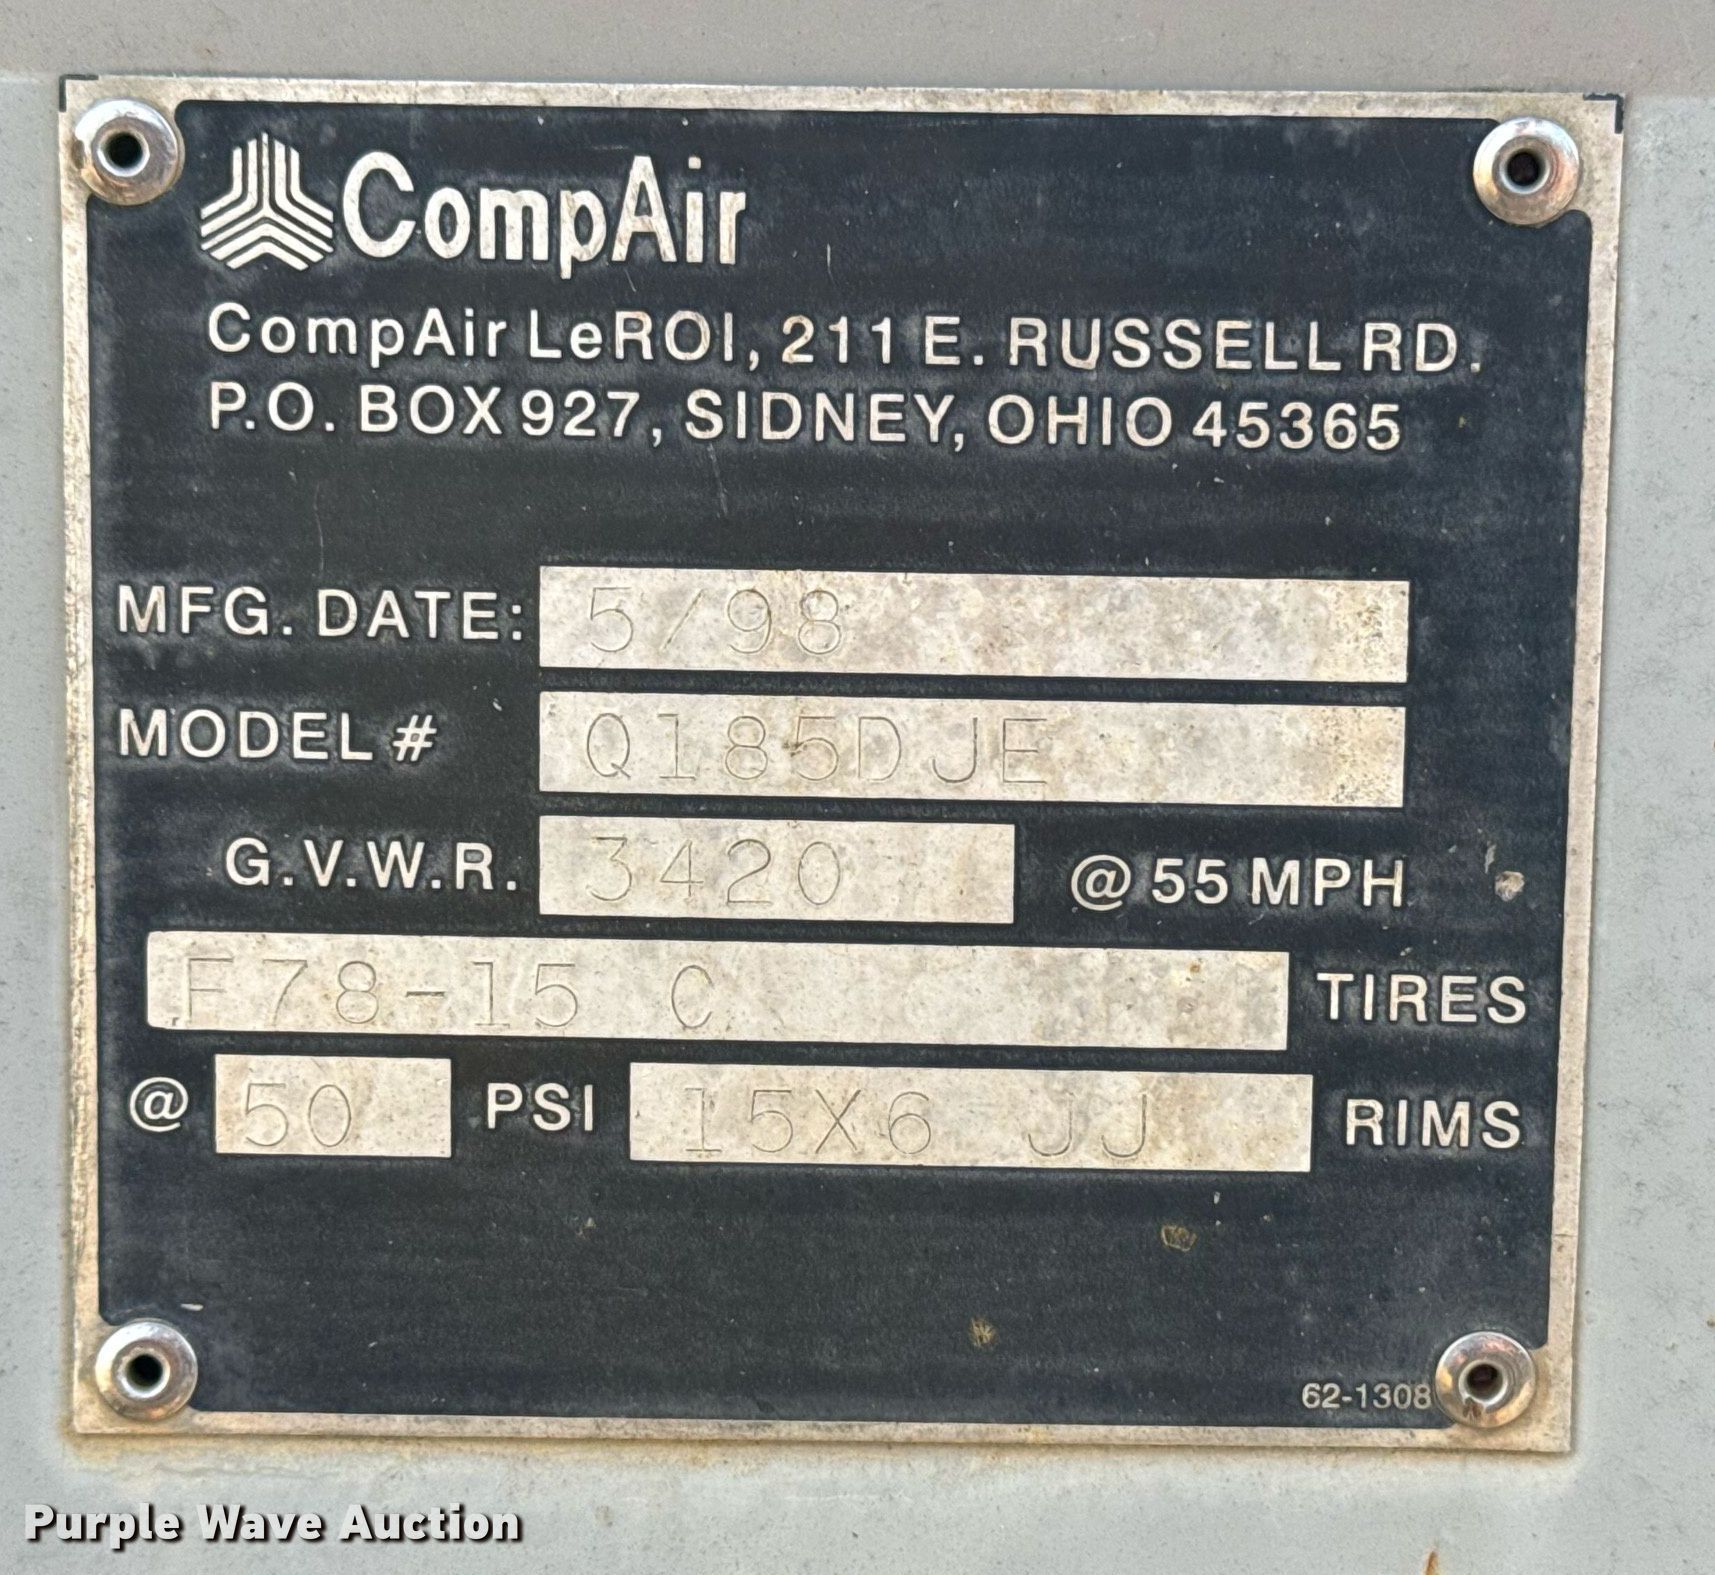 CompAir
CompAir LeROI, 211 E. RUSSELL RD.
P.O. BOX 927, SIDNEY, OHIO 45365
MFG. DATE: 5/98
MODEL # Q185DJE
G.V.W.R. 3420 @ 55 MPH
F78-15 C TIRES
@ 50 PSI 15X6 JJ RIMS
62-1308
Purple Wave Auction